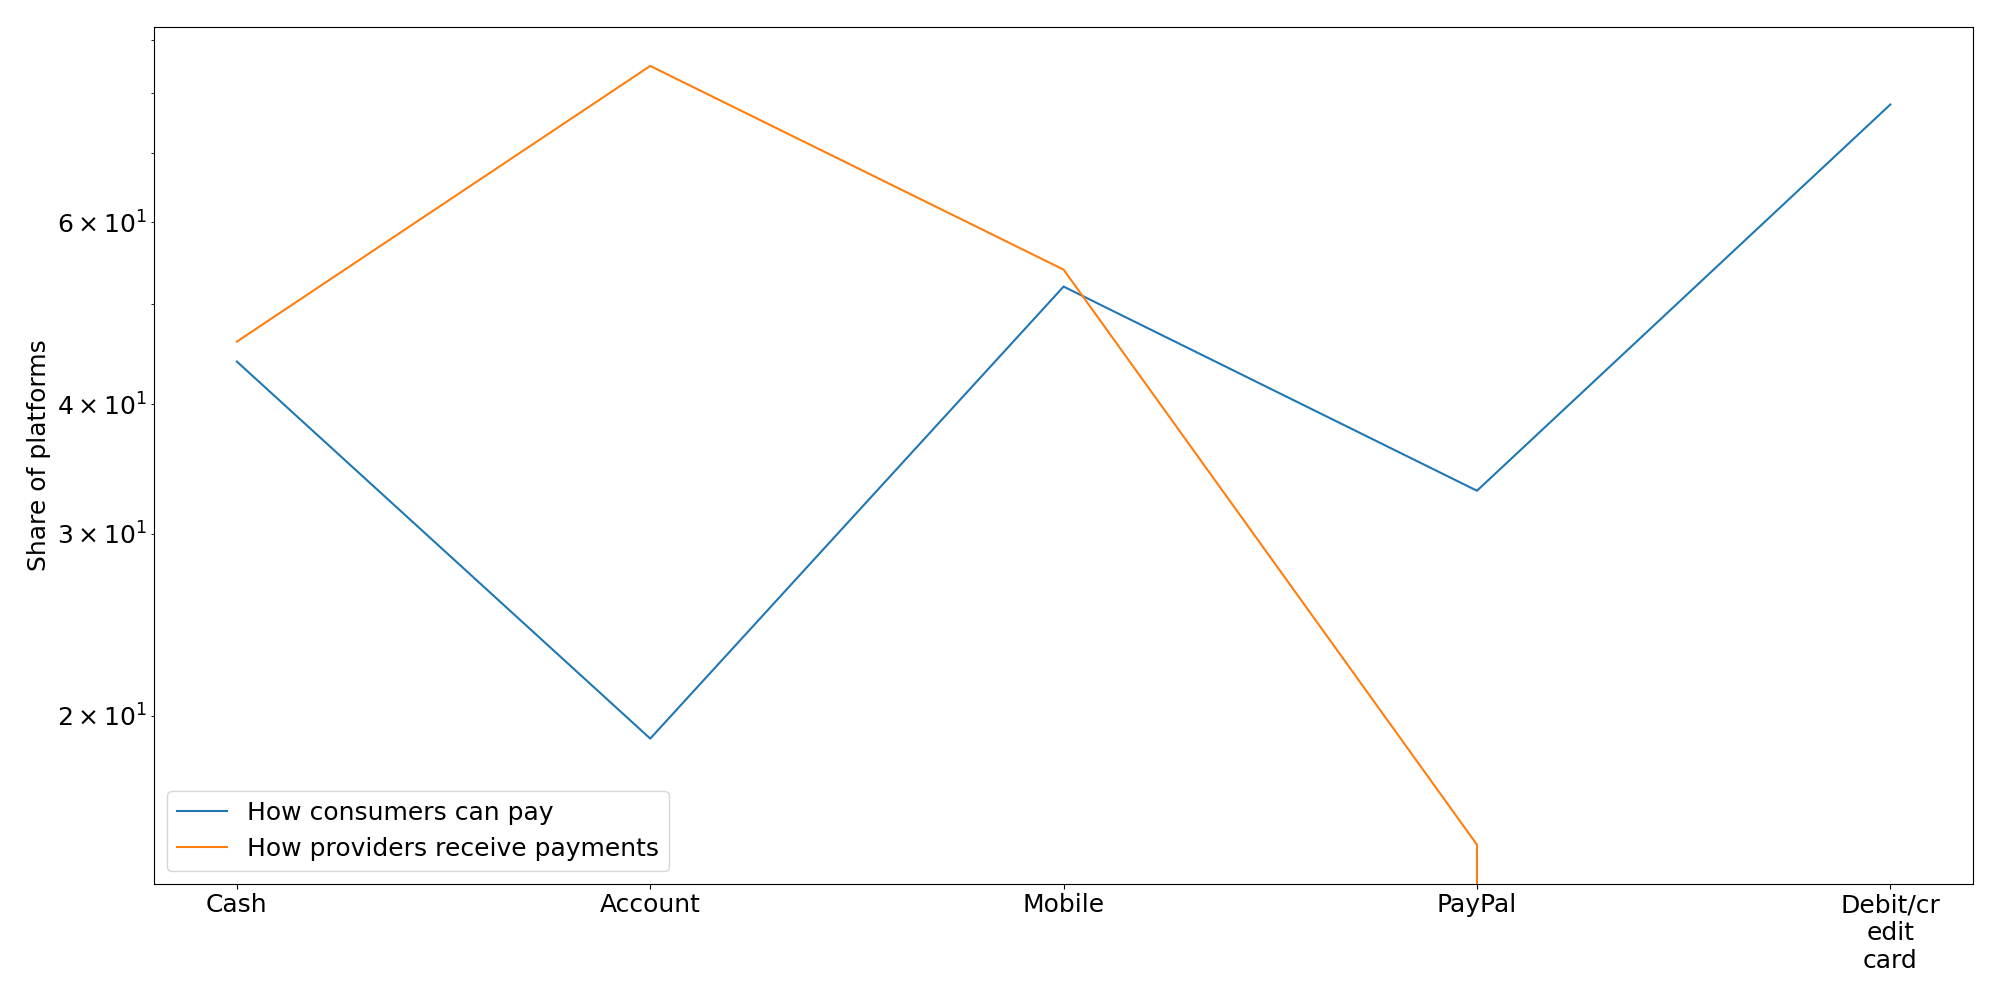 Share of platforms
6 × 10¹
4 × 10¹
3 × 10¹
2 × 10¹
How consumers can pay
How providers receive payments
Cash
Account
Mobile
PayPal
Debit/cr
edit
card